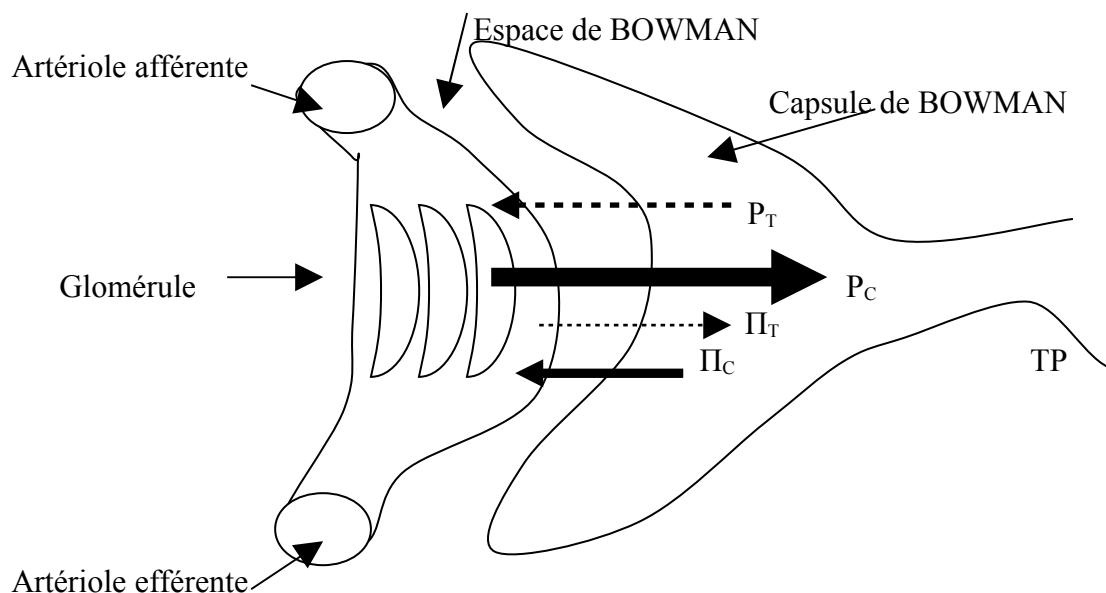 Espace de BOWMAN
Artériole afférente
Capsule de BOWMAN
P_T
Glomérule
P_C
Π_T
Π_C
TP
Artériole efférente